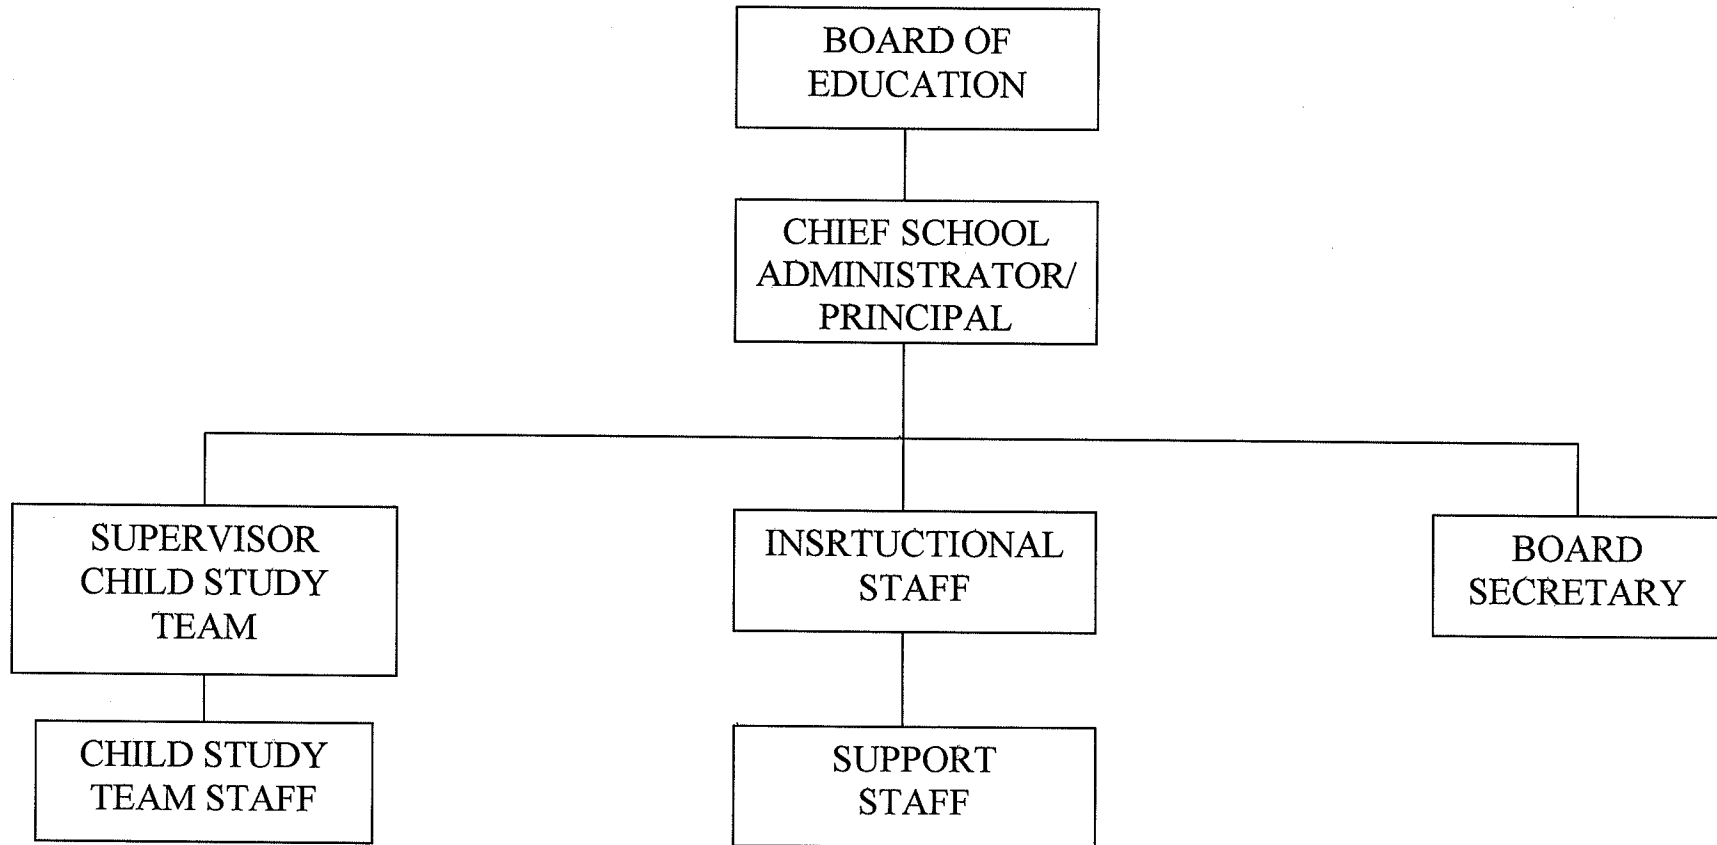 BOARD OF
EDUCATION
CHIEF SCHOOL
ADMINISTRATOR/
PRINCIPAL
SUPERVISOR
CHILD STUDY
TEAM
INSRTUCTIONAL
STAFF
BOARD
SECRETARY
CHILD STUDY
TEAM STAFF
SUPPORT
STAFF